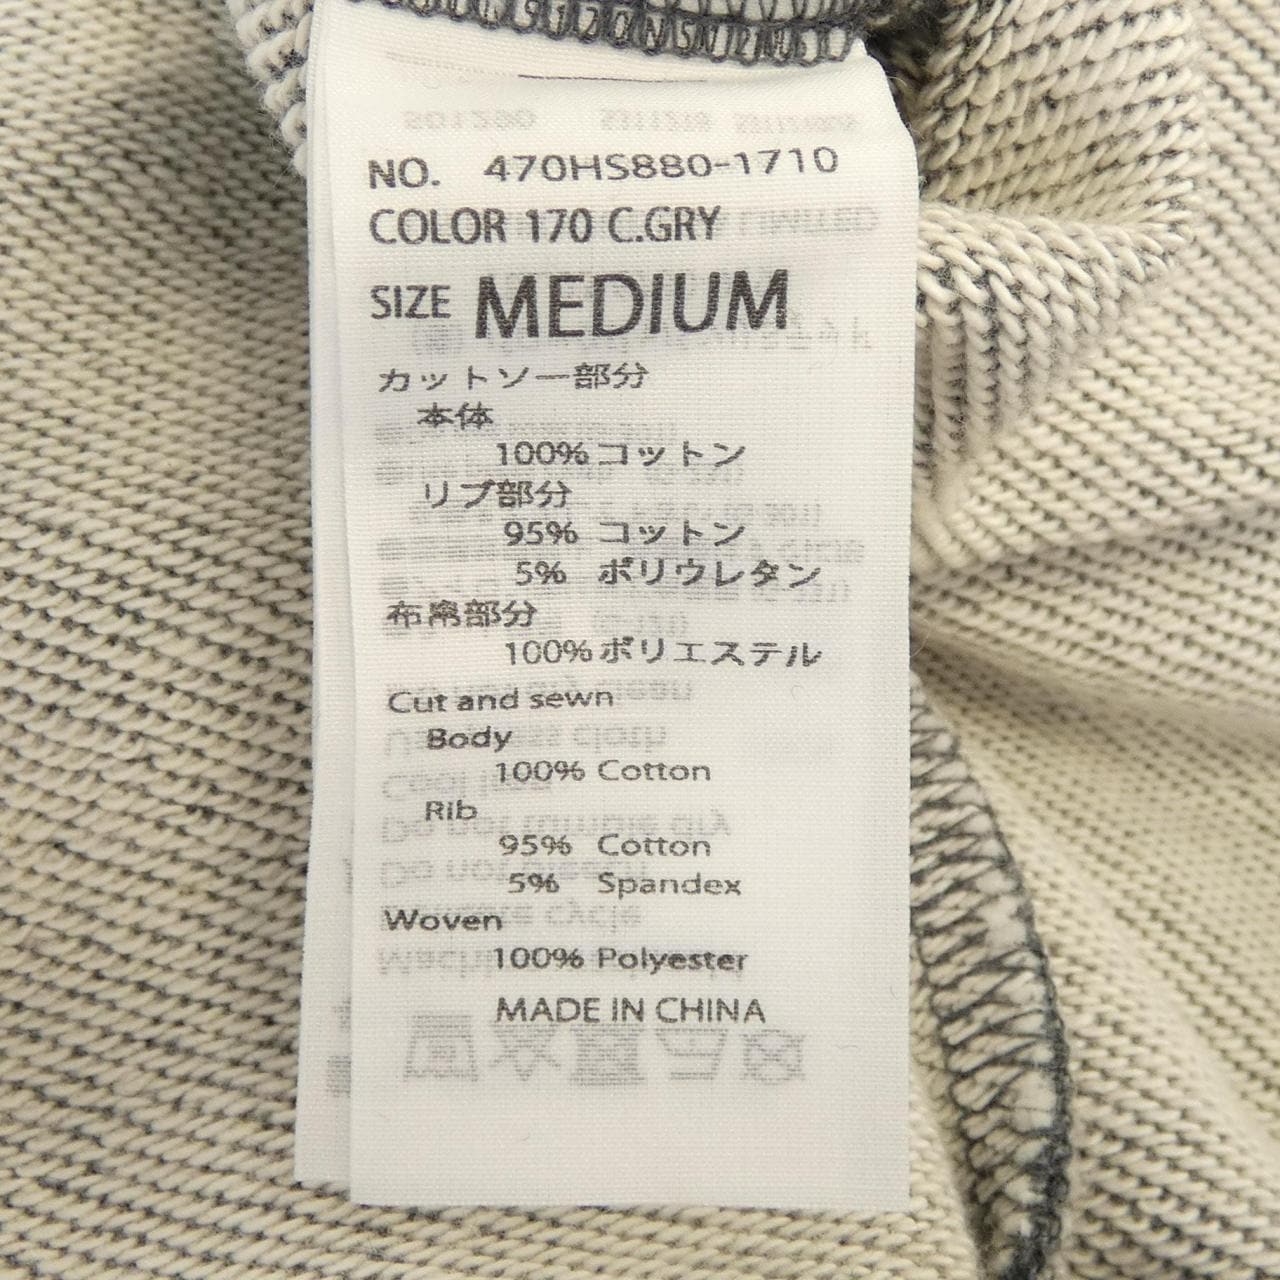 NO. 470HS880-1710
COLOR 170 C.GRY
SIZE MEDIUM
カットソー部分
本体
100% コットン
リブ部分
95% コットン
5% ポリウレタン
布帛部分
100% ポリエステル
Cut and sewn
Body
100% Cotton
Rib
95% Cotton
5% Spandex
Woven
100% Polyester
MADE IN CHINA